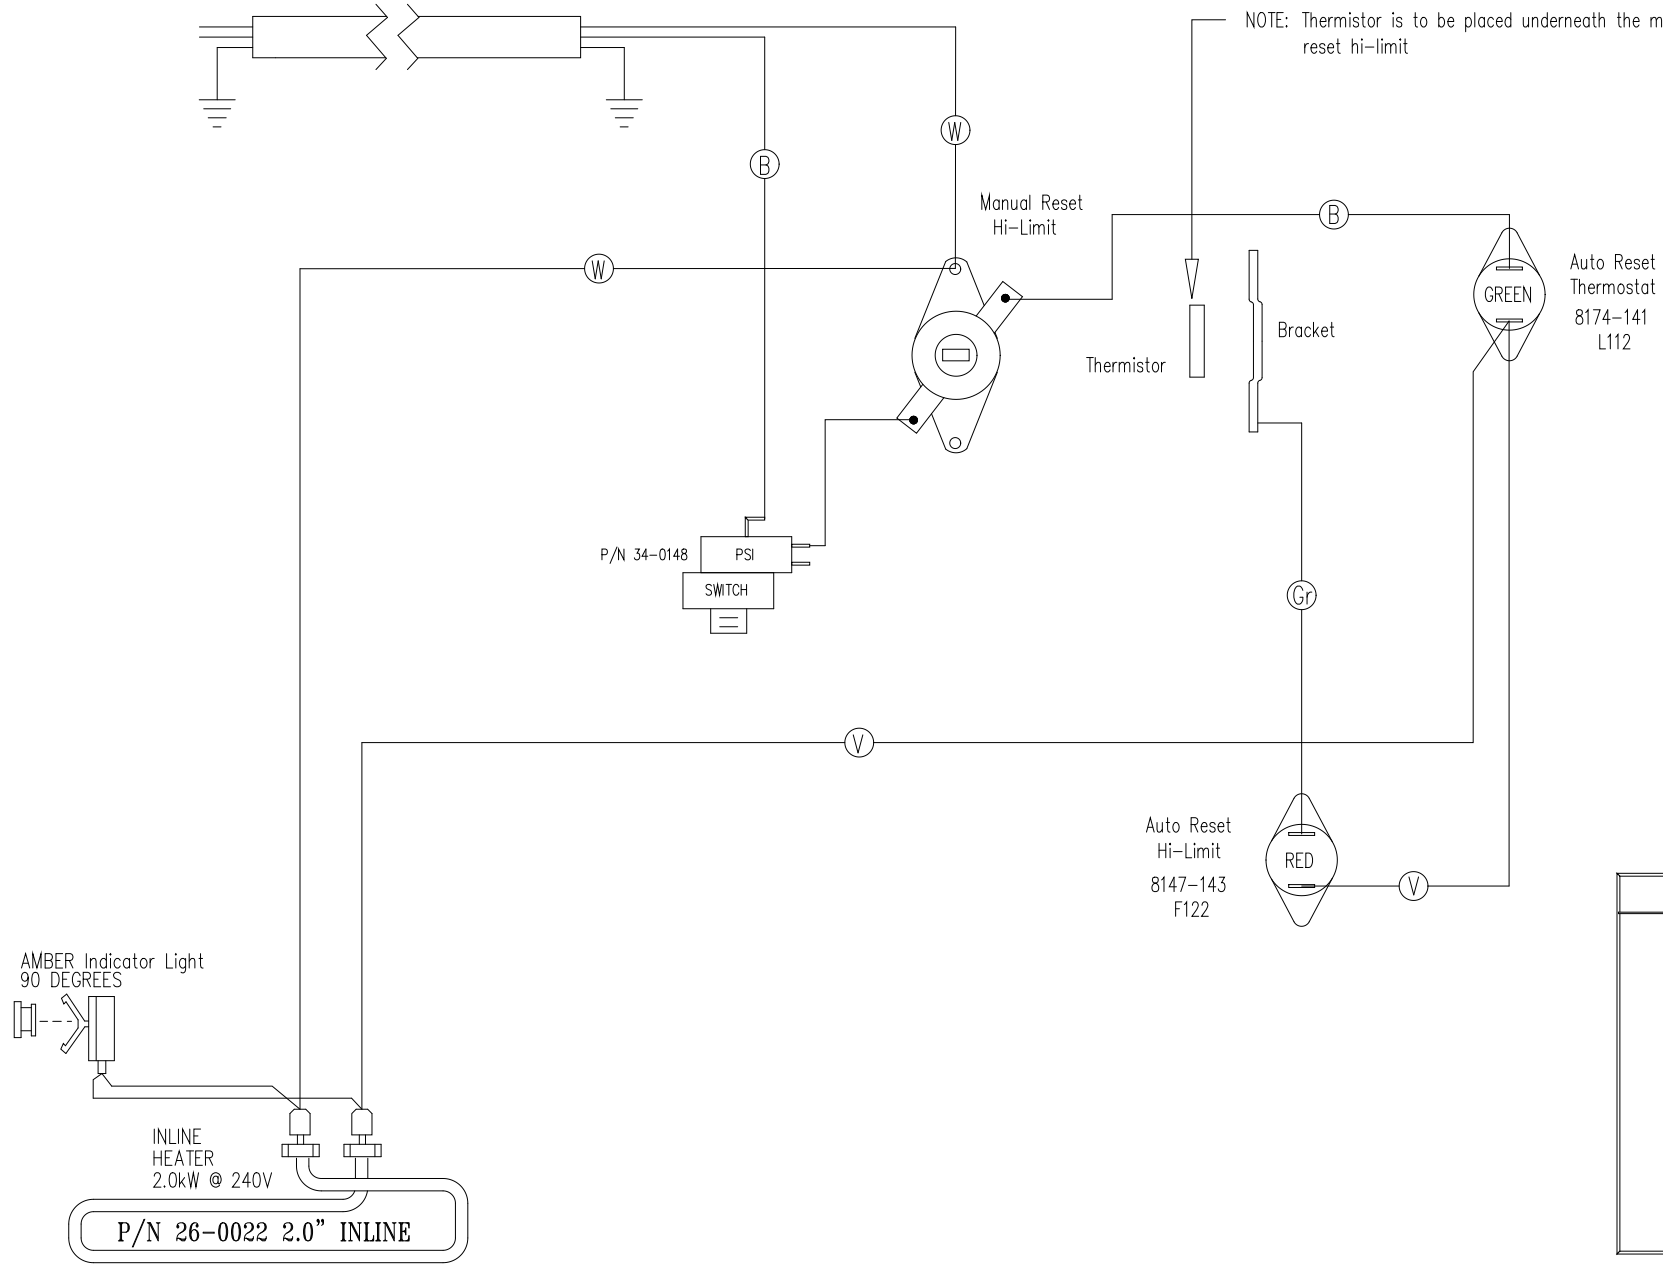 NOTE: Thermistor is to be placed underneath the
reset hi-limit
W
B
Manual Reset
Hi-Limit
B
W
Auto Reset
Thermostat
8174-141
L112
GREEN
Bracket
Thermistor
P/N 34-0148
PSI
SWITCH
Gr
V
Auto Reset
Hi-Limit
8147-143
F122
RED
V
AMBER Indicator Light
90 DEGREES
INLINE
HEATER
2.0kW @ 240V
P/N 26-0022 2.0" INLINE